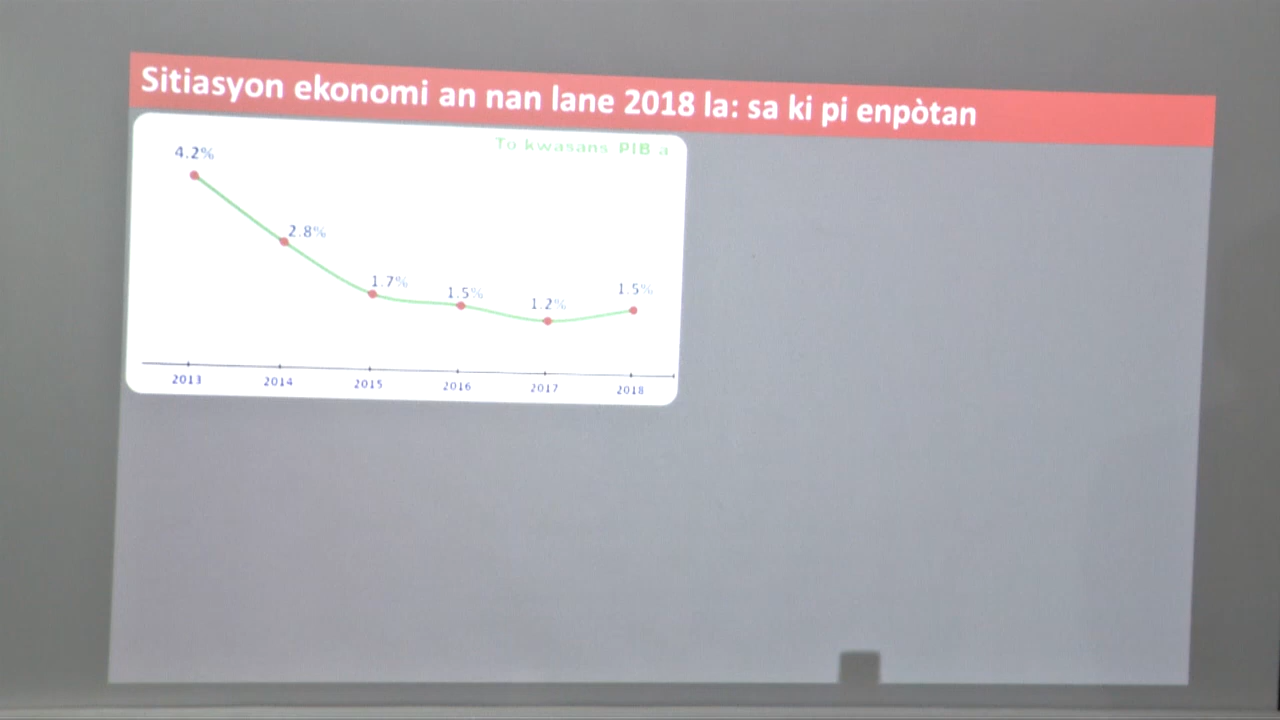 Sitiasyon ekonomi an nan lane 2018 la: sa ki pi enpòtan
To kwasans PIB a
4.2%
2.8%
1.7%
1.5%
1.2%
1.5%
2013 2014 2015 2016 2017 2018